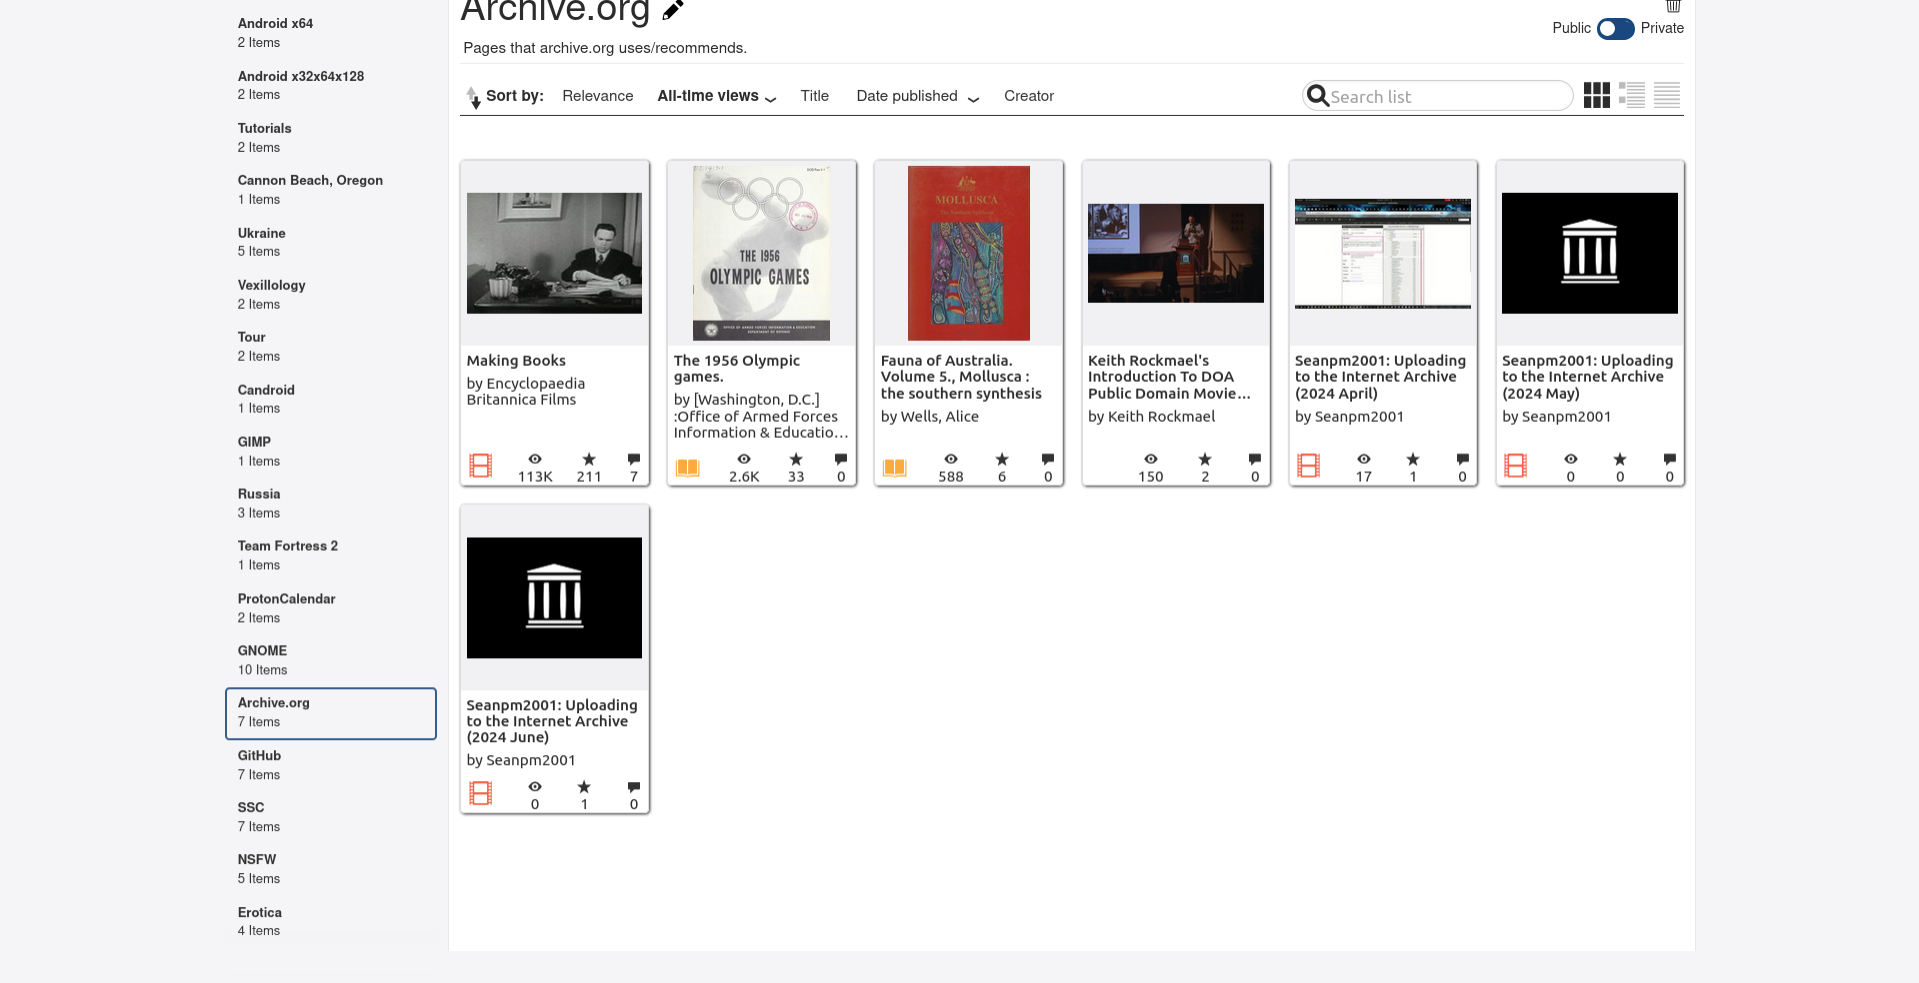 Android x64
2 Items
Android x32x64x128
2 Items
Tutorials
2 Items
Cannon Beach, Oregon
1 Items
Ukraine
5 Items
Vexillology
2 Items
Tour
2 Items
Candroid
1 Items
GIMP
1 Items
Russia
3 Items
Team Fortress 2
1 Items
ProtonCalendar
2 Items
GNOME
10 Items
Archive.org
7 Items
GitHub
7 Items
SSC
7 Items
NSFW
5 Items
Erotica
4 Items
Archive.org
Public Private
Pages that archive.org uses/recommends.
Sort by: Relevance All-time views Title Date published Creator Search list
THE 1956
OLYMPIC GAMES
OFFICE OF ARMED FORCES INFORMATION & EDUCATION
DEPARTMENT OF DEFENSE
MOLLUSCA
Making Books
by Encyclopaedia
Britannica Films
113K 211 7
The 1956 Olympic
games.
by [Washington, D.C.]
:Office of Armed Forces
Information & Educatio…
2.6K 33 0
Fauna of Australia.
Volume 5., Mollusca :
the southern synthesis
by Wells, Alice
588 6 0
Keith Rockmael's
Introduction To DOA
Public Domain Movie…
by Keith Rockmael
150 2 0
Seanpm2001: Uploading
to the Internet Archive
(2024 April)
by Seanpm2001
17 1 0
Seanpm2001: Uploading
to the Internet Archive
(2024 May)
by Seanpm2001
0 0 0
Seanpm2001: Uploading
to the Internet Archive
(2024 June)
by Seanpm2001
0 1 0